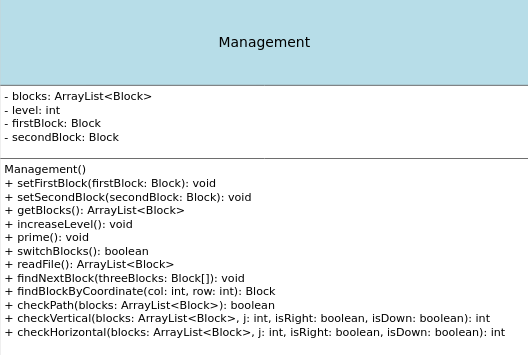 Management
- blocks: ArrayList<Block>
- level: int
- firstBlock: Block
- secondBlock: Block
Management()
+ setFirstBlock(firstBlock: Block): void
+ setSecondBlock(secondBlock: Block): void
+ getBlocks(): ArrayList<Block>
+ increaseLevel(): void
+ prime(): void
+ switchBlocks(): boolean
+ readFile(): ArrayList<Block>
+ findNextBlock(threeBlocks: Block[]): void
+ findBlockByCoordinate(col: int, row: int): Block
+ checkPath(blocks: ArrayList<Block>): boolean
+ checkVertical(blocks: ArrayList<Block>, j: int, isRight: boolean, isDown: boolean): int
+ checkHorizontal(blocks: ArrayList<Block>, j: int, isRight: boolean, isDown: boolean): int